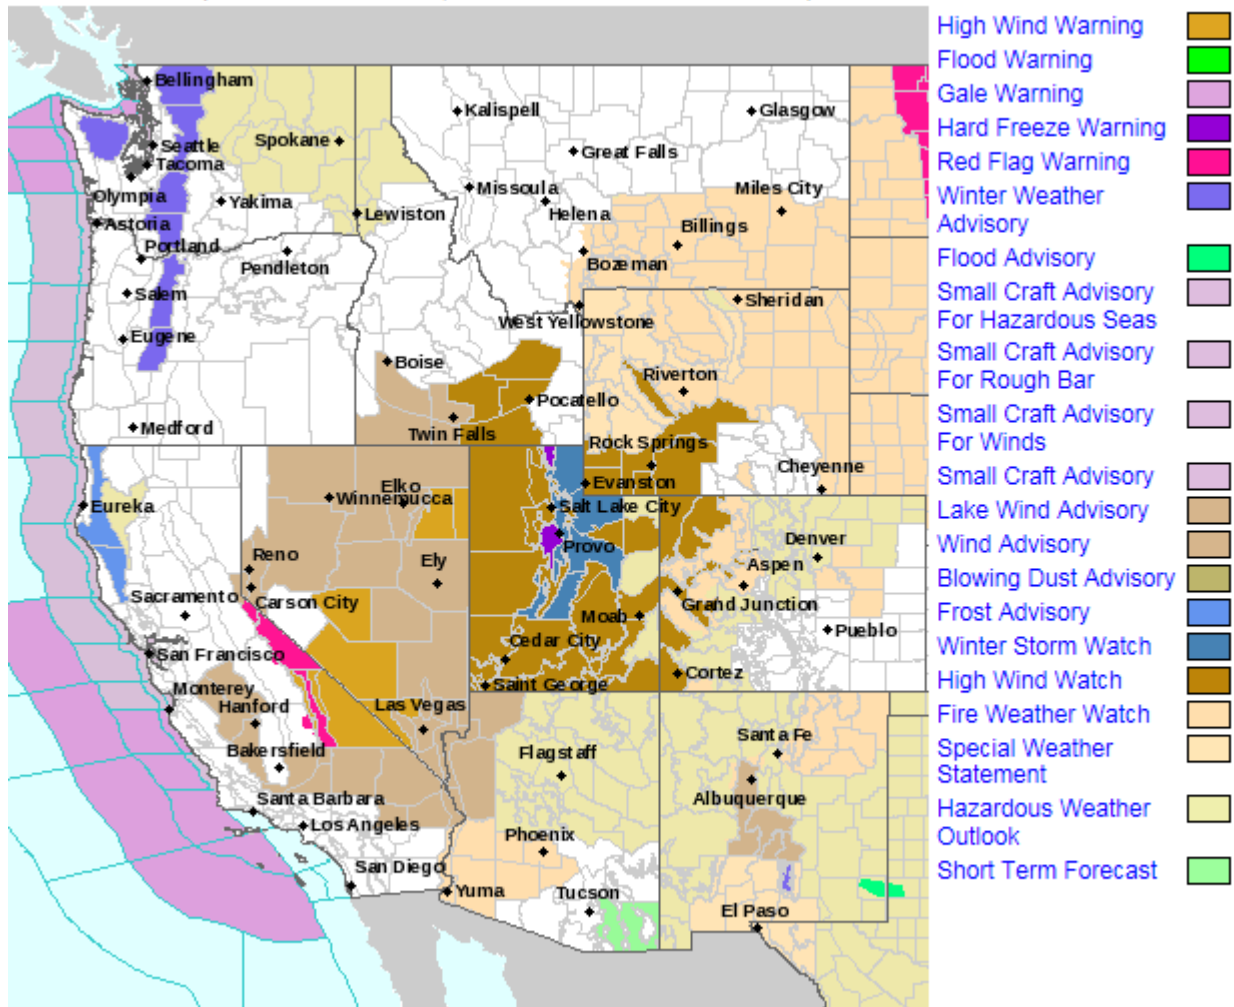 Bellingham
Kalispell
Glasgow
Spokane
Seattle
Great Falls
Tacoma
Missoula
Miles City
Olympia
Yakima
Helena
Lewiston
Astoria
Billings
Portland
Pendleton
Bozeman
Salem
Sheridan
West Yellowstone
Eugene
Boise
Riverton
Pocatello
Medford
Twin Falls
Rock Springs
Cheyenne
Elko
Evanston
Winnemucca
Eureka
Salt Lake City
Denver
Provo
Reno
Ely
Aspen
Sacramento
Carson City
Grand Junction
Moab
Pueblo
Cedar City
San Francisco
Cortez
Saint George
Monterey
Hanford
Las Vegas
Santa Fe
Bakersfield
Flagstaff
Santa Barbara
Albuquerque
Los Angeles
Phoenix
San Diego
Yuma
Tucson
El Paso
High Wind Warning
Flood Warning
Gale Warning
Hard Freeze Warning
Red Flag Warning
Winter Weather
Advisory
Flood Advisory
Small Craft Advisory
For Hazardous Seas
Small Craft Advisory
For Rough Bar
Small Craft Advisory
For Winds
Small Craft Advisory
Lake Wind Advisory
Wind Advisory
Blowing Dust Advisory
Frost Advisory
Winter Storm Watch
High Wind Watch
Fire Weather Watch
Special Weather
Statement
Hazardous Weather
Outlook
Short Term Forecast